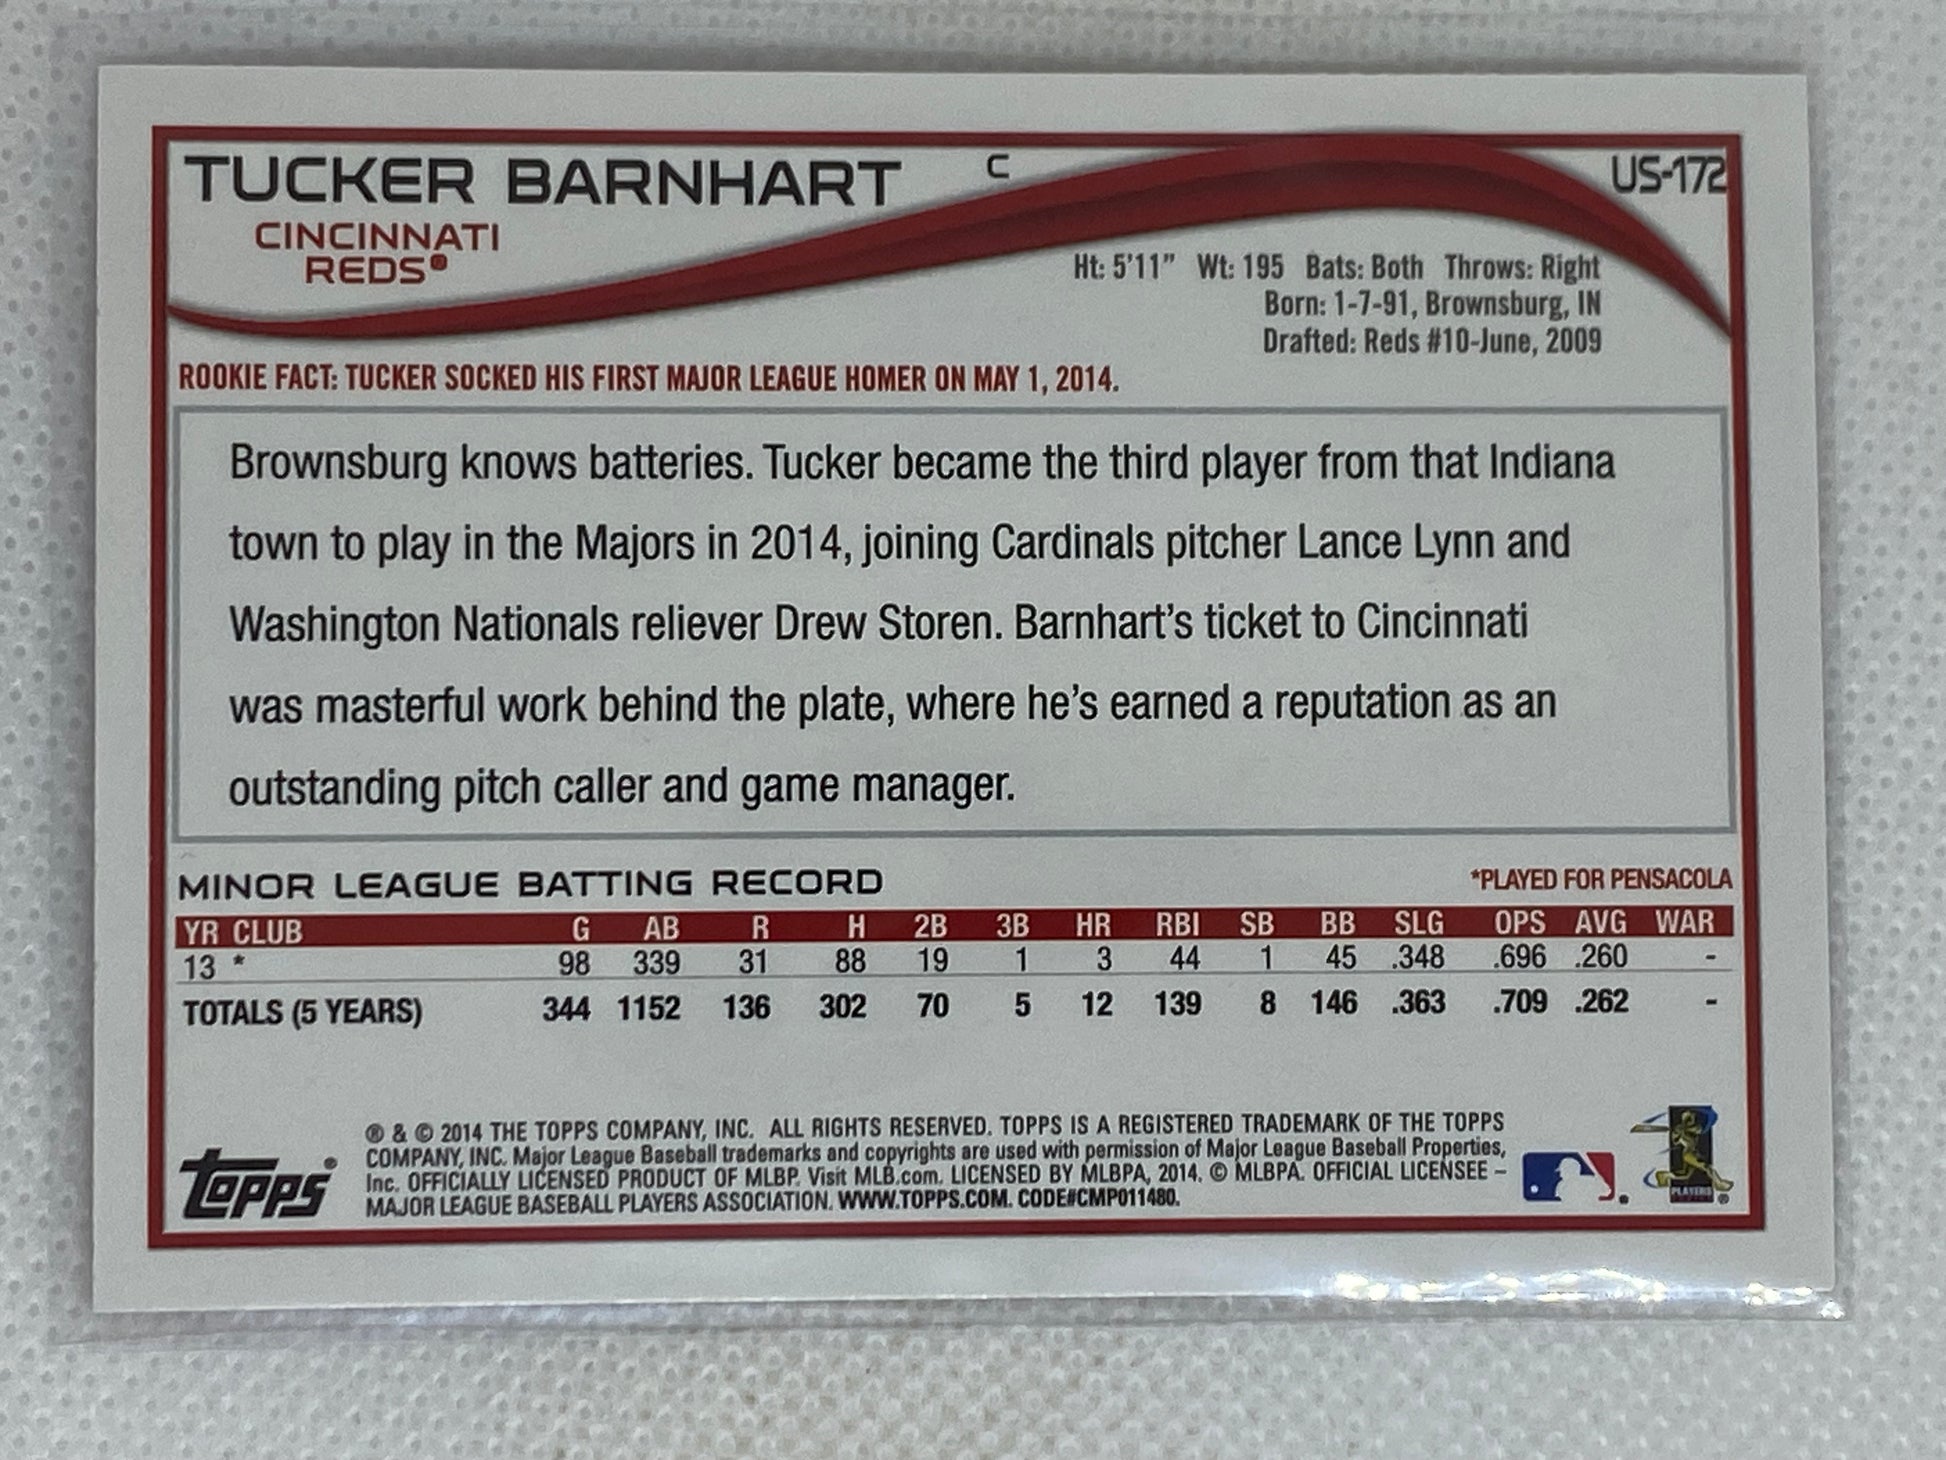 TUCKER BARNHART C US-172
CINCINNATI
REDS®
Ht: 5'11" Wt: 195 Bats: Both Throws: Right
Born: 1-7-91, Brownsburg, IN
Drafted: Reds #10-June, 2009
ROOKIE FACT: TUCKER SOCKED HIS FIRST MAJOR LEAGUE HOMER ON MAY 1, 2014.
Brownsburg knows batteries. Tucker became the third player from that Indiana
town to play in the Majors in 2014, joining Cardinals pitcher Lance Lynn and
Washington Nationals reliever Drew Storen. Barnhart's ticket to Cincinnati
was masterful work behind the plate, where he's earned a reputation as an
outstanding pitch caller and game manager.
MINOR LEAGUE BATTING RECORD *PLAYED FOR PENSACOLA
YR CLUB G AB R H 2B 3B HR RBI SB BB SLG OPS AVG WAR
13 * 98 339 31 88 19 1 3 44 1 45 .348 .696 .260 -
TOTALS (5 YEARS) 344 1152 136 302 70 5 12 139 8 146 .363 .709 .262 -
® & © 2014 THE TOPPS COMPANY, INC. ALL RIGHTS RESERVED. TOPPS IS A REGISTERED TRADEMARK OF THE TOPPS
COMPANY, INC. Major League Baseball trademarks and copyrights are used with permission of Major League Baseball Properties,
Inc. OFFICIALLY LICENSED PRODUCT OF MLBP. Visit MLB.com. LICENSED BY MLBPA, 2014. © MLBPA. OFFICIAL LICENSEE –
MAJOR LEAGUE BASEBALL PLAYERS ASSOCIATION. WWW.TOPPS.COM. CODE#CMP011480.
Topps®
PLAYERS ®